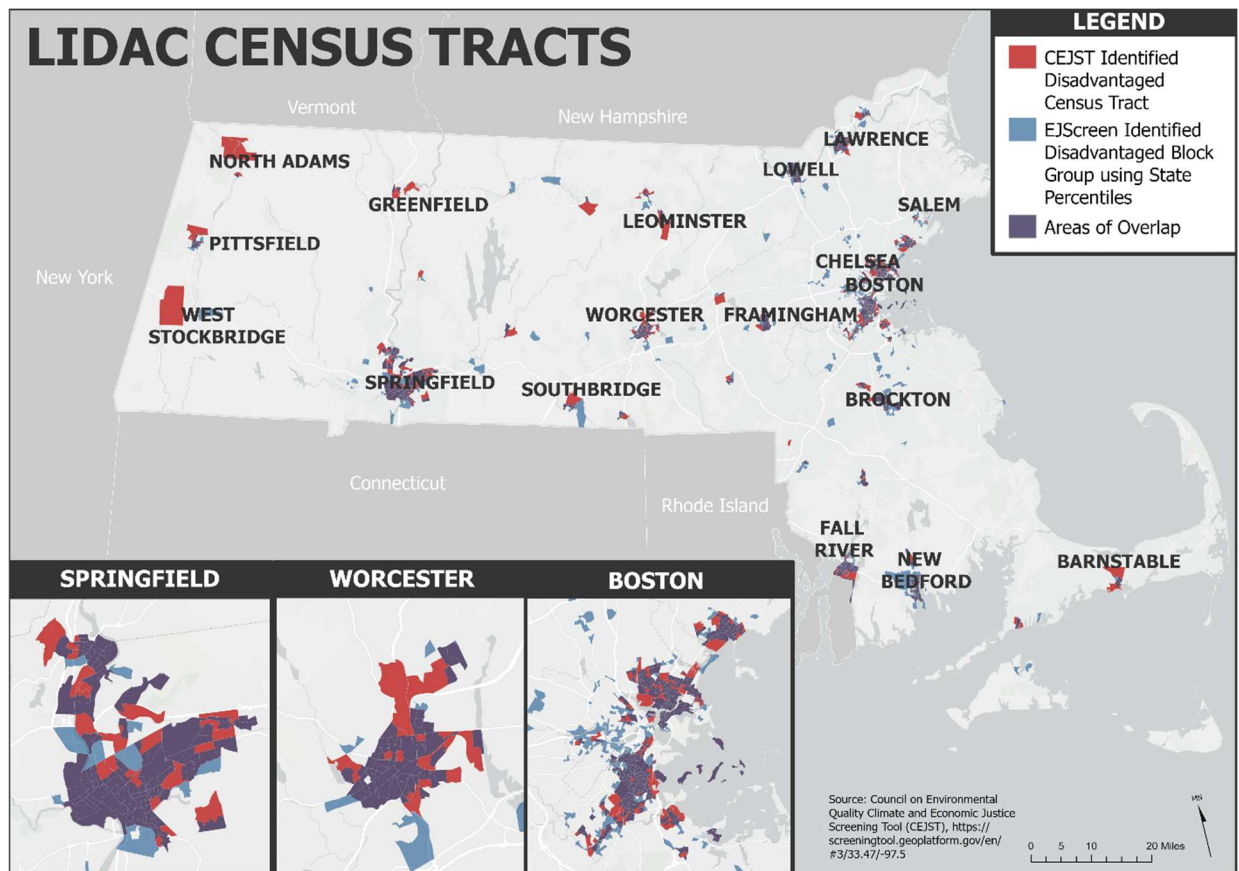 LIDAC CENSUS TRACTS
LEGEND
CEJST Identified
Disadvantaged
Census Tract
EJScreen Identified
Disadvantaged Block
Group using State
Percentiles
Areas of Overlap
Vermont
New Hampshire
New York
Connecticut
Rhode Island
NORTH ADAMS
GREENFIELD
PITTSFIELD
WEST
STOCKBRIDGE
SPRINGFIELD
SOUTHBRIDGE
WORCESTER
LEOMINSTER
FRAMINGHAM
LAWRENCE
LOWELL
SALEM
CHELSEA
BOSTON
BROCKTON
FALL
RIVER
NEW
BEDFORD
BARNSTABLE
SPRINGFIELD
WORCESTER
BOSTON
Source: Council on Environmental
Quality Climate and Economic Justice
Screening Tool (CEJST), https://
screeningtool.geoplatform.gov/en/
#3/33.47/-97.5
0 5 10 20 Miles
MN